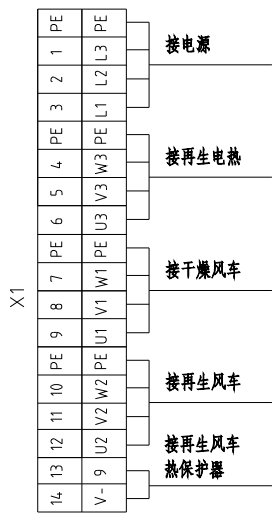 X1
PE PE
1 L3
2 L2
3 L1
接电源
PE PE
4 W3
5 V3
6 U3
接再生电热
PE PE
7 W1
8 V1
9 U1
接干燥风车
PE PE
10 W2
11 V2
12 U2
接再生风车
13 9
14 V-
接再生风车
热保护器